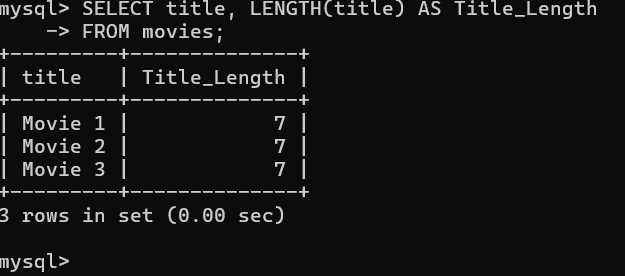 mysql> SELECT title, LENGTH(title) AS Title_Length
    -> FROM movies;
+---------+--------------+
| title   | Title_Length |
+---------+--------------+
| Movie 1 |            7 |
| Movie 2 |            7 |
| Movie 3 |            7 |
+---------+--------------+
3 rows in set (0.00 sec)

mysql>